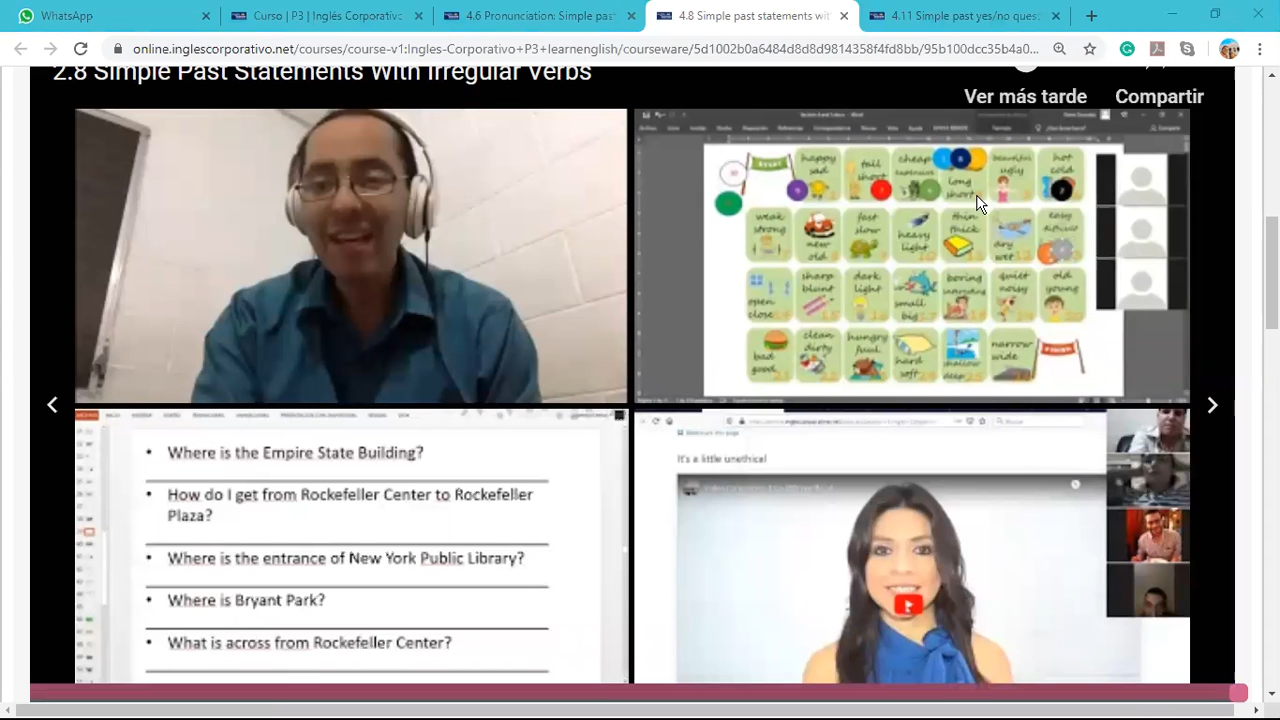 WhatsApp
Curso | P3 | Inglés Corporativo
4.6 Pronunciation: Simple past
4.8 Simple past statements wit
4.11 Simple past yes/no ques
online.inglescorporativo.net/courses/course-v1:Ingles-Corporativo+P3+learnenglish/courseware/5d1002b0a6484d8d8d9814358f4fd8bb/95b100dcc35b4a0...
2.8 Simple Past Statements With Irregular Verbs
Ver más tarde
Compartir
START
happy
sad
tall
short
cheap
expensive
long
short
beautiful
ugly
hot
cold
weak
strong
new
old
fast
slow
heavy
light
thin
thick
dry
wet
easy
difficult
open
close
sharp
blunt
dark
light
small
big
boring
quiet
noisy
old
young
bad
good
clean
dirty
hungry
full
hard
soft
shallow
deep
narrow
wide
FINISH
• Where is the Empire State Building?
• How do I get from Rockefeller Center to Rockefeller
Plaza?
• Where is the entrance of New York Public Library?
• Where is Bryant Park?
• What is across from Rockefeller Center?
It's a little unethical